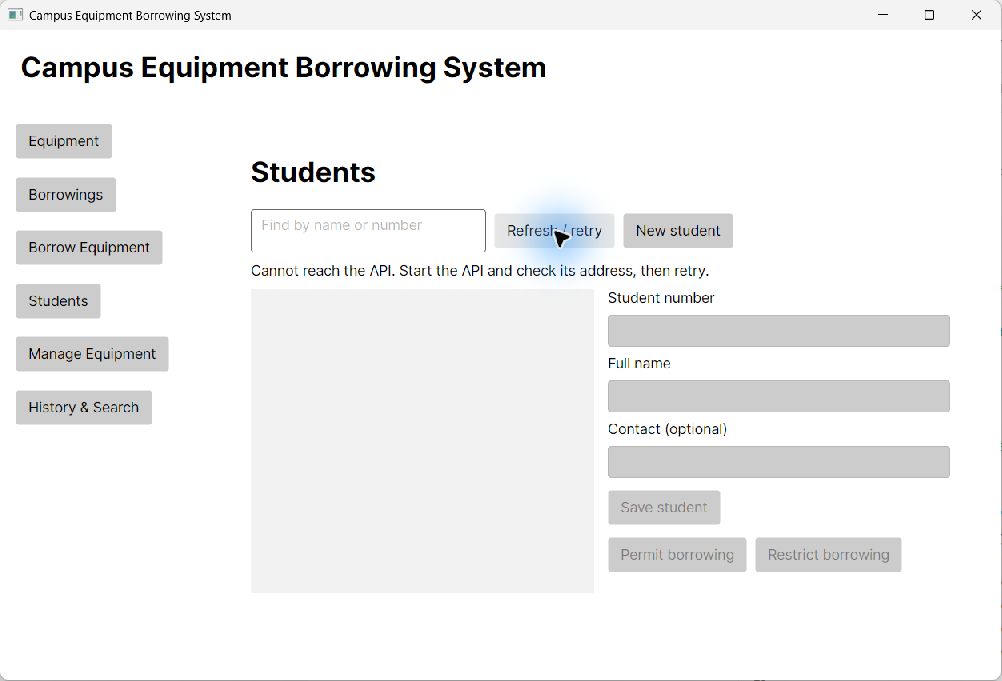 Campus Equipment Borrowing System
Campus Equipment Borrowing System
Equipment
Borrowings
Borrow Equipment
Students
Manage Equipment
History & Search
Students
Find by name or number
Refresh / retry
New student
Cannot reach the API. Start the API and check its address, then retry.
Student number
Full name
Contact (optional)
Save student
Permit borrowing
Restrict borrowing